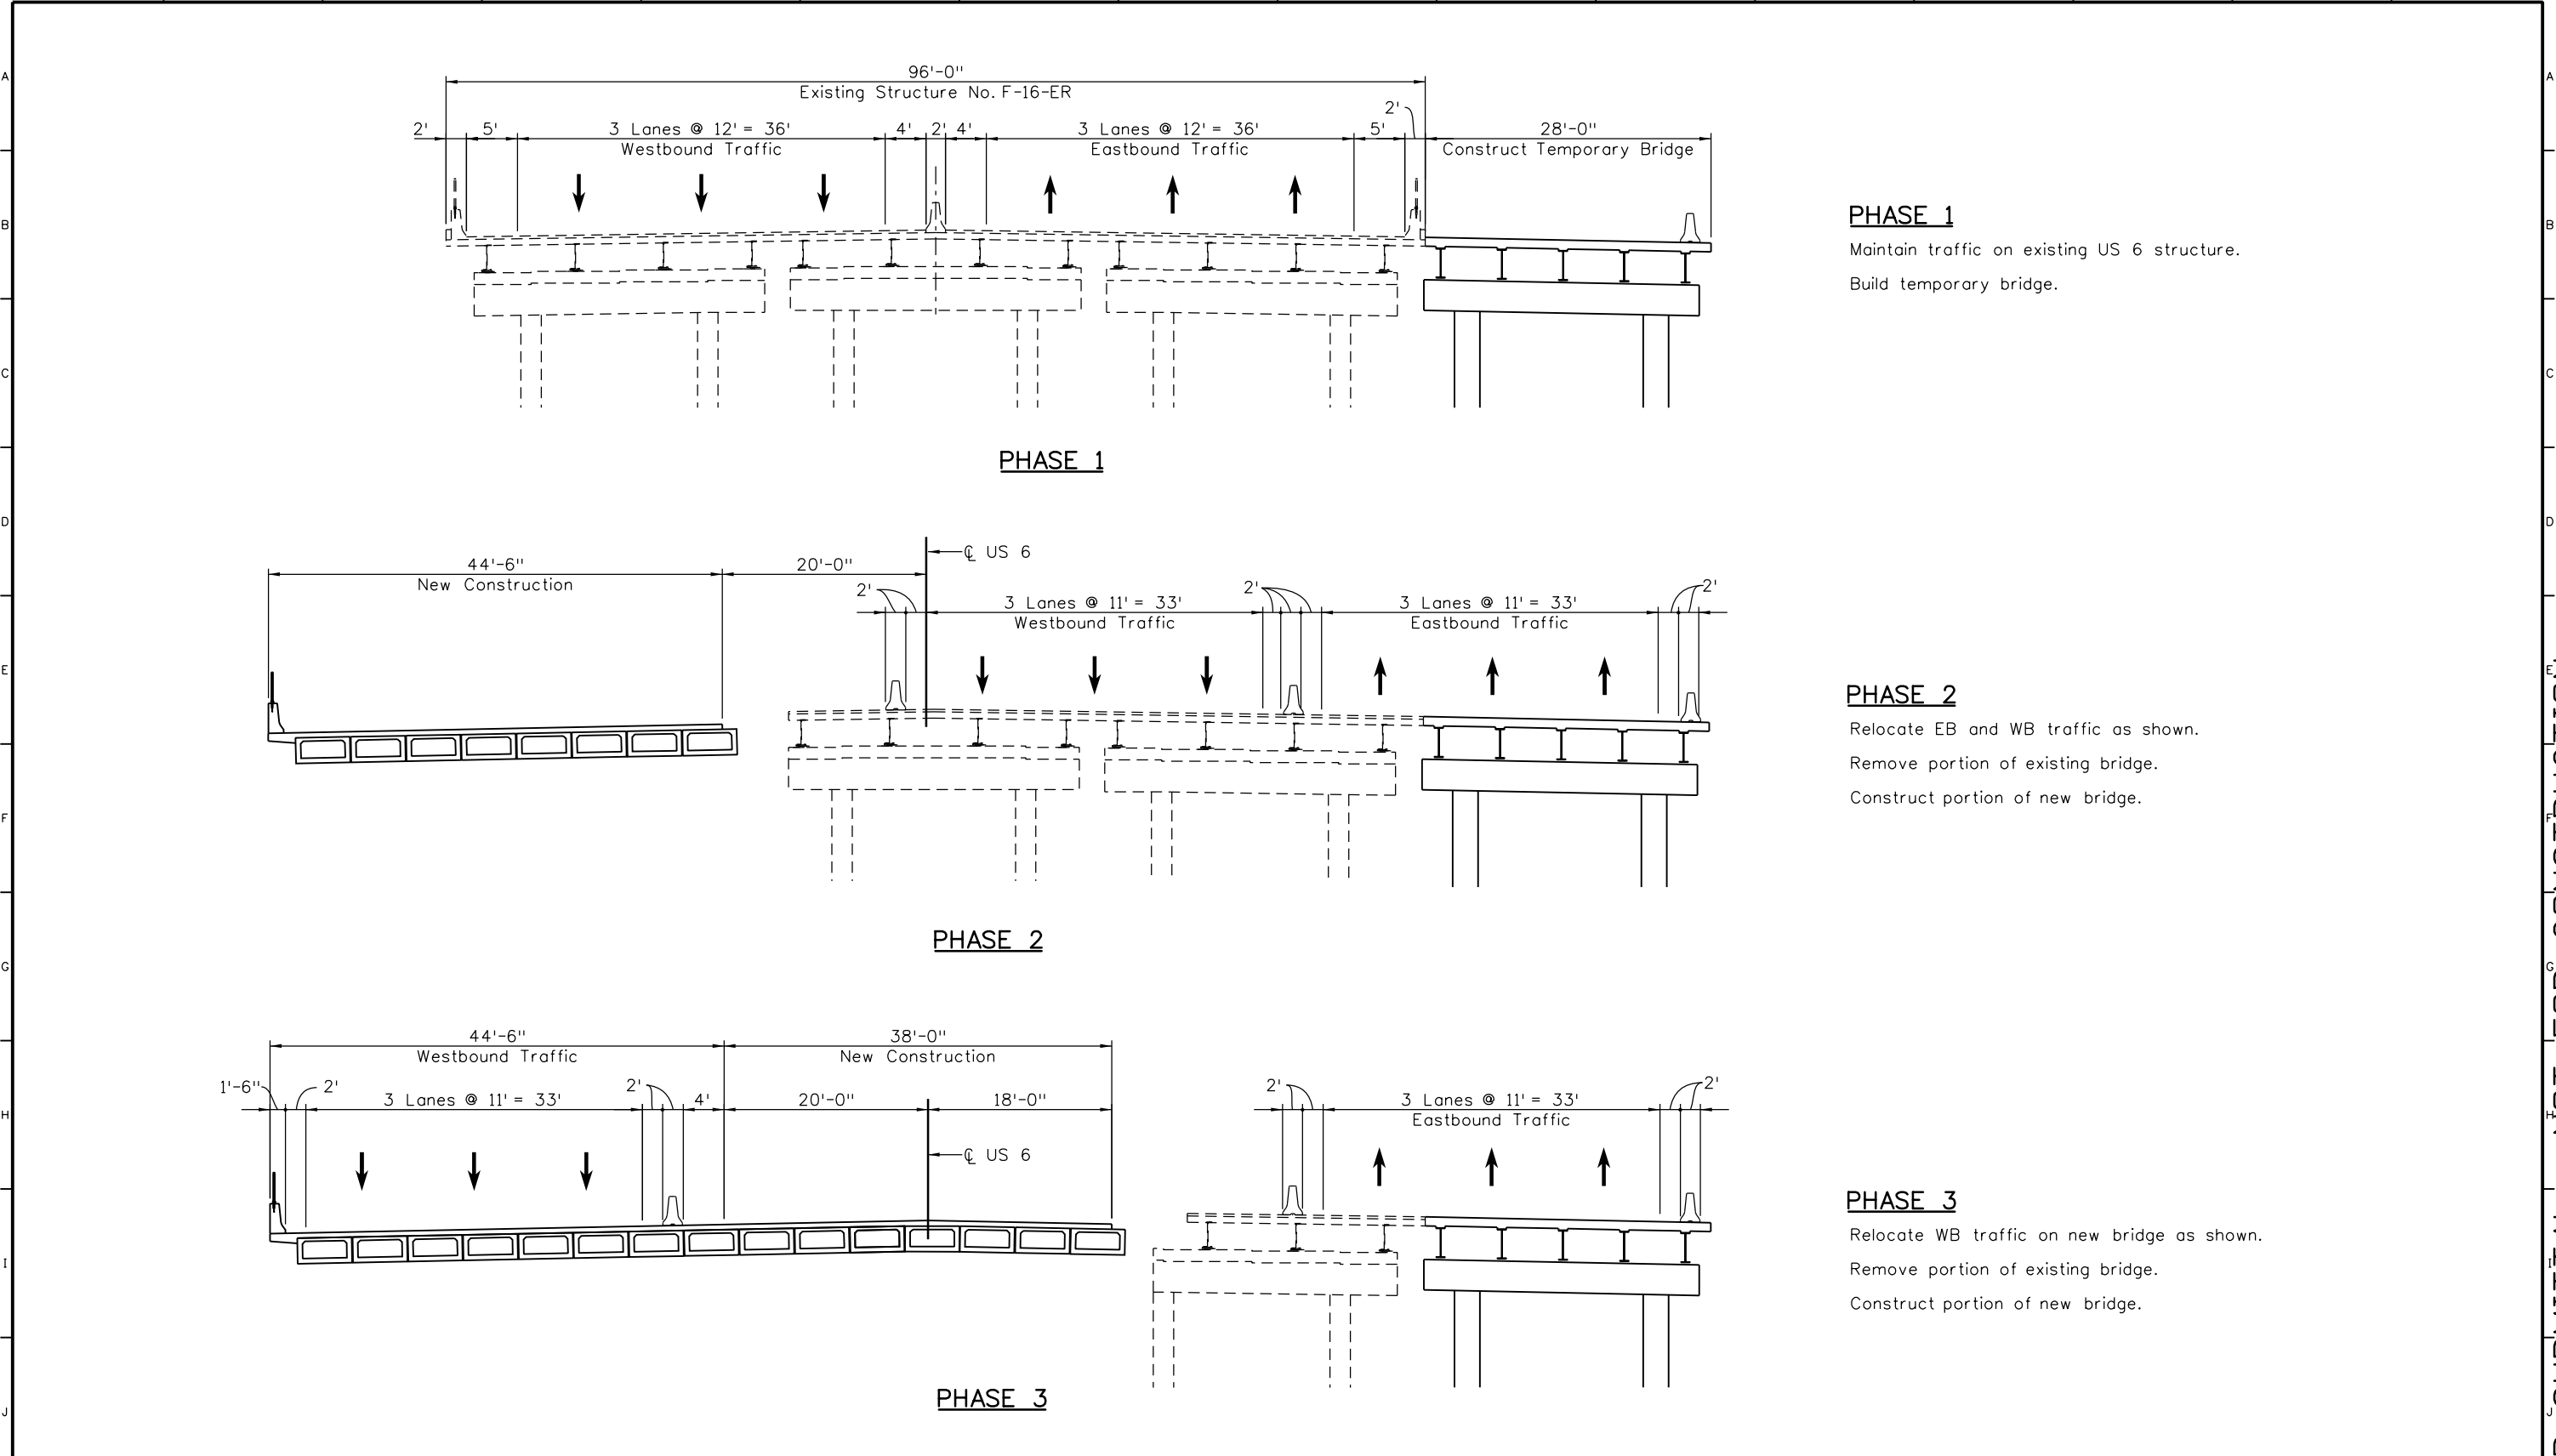 96'-0"
Existing Structure No. F-16-ER
2'
2' 5' 3 Lanes @ 12' = 36' 4' 2' 4' 3 Lanes @ 12' = 36' 5' 28'-0"
Westbound Traffic Eastbound Traffic Construct Temporary Bridge
PHASE 1
Maintain traffic on existing US 6 structure.
Build temporary bridge.
PHASE 1
℄ US 6
44'-6" 20'-0"
New Construction
2' 2' 2'
3 Lanes @ 11' = 33' 3 Lanes @ 11' = 33'
Westbound Traffic Eastbound Traffic
PHASE 2
Relocate EB and WB traffic as shown.
Remove portion of existing bridge.
Construct portion of new bridge.
PHASE 2
44'-6" 38'-0"
Westbound Traffic New Construction
1'-6" 2' 2' 2' 2'
3 Lanes @ 11' = 33' 4' 20'-0" 18'-0" 3 Lanes @ 11' = 33'
Eastbound Traffic
℄ US 6
PHASE 3
Relocate WB traffic on new bridge as shown.
Remove portion of existing bridge.
Construct portion of new bridge.
PHASE 3
A
B
C
D
E
F
G
H
I
J
A
B
C
D
E
F
G
H
I
J